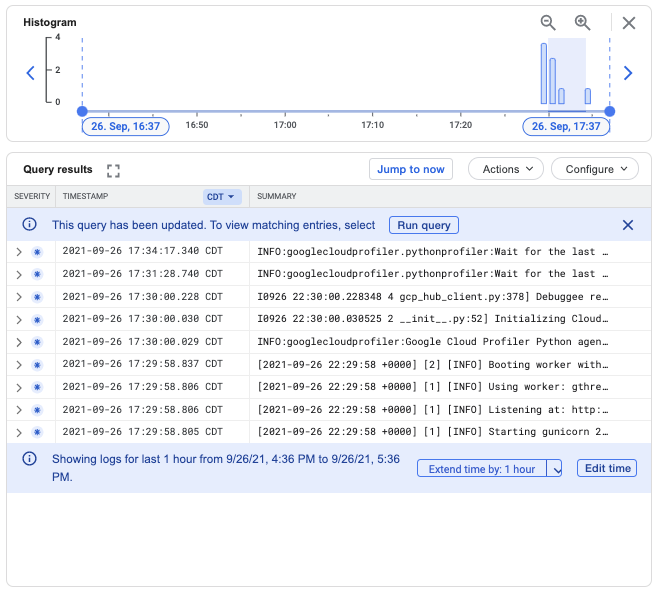 Histogram
4
2
0
26. Sep, 16:37
16:50
17:00
17:10
17:20
26. Sep, 17:37
Query results
Jump to now
Actions
Configure
SEVERITY TIMESTAMP CDT SUMMARY
This query has been updated. To view matching entries, select Run query
2021-09-26 17:34:17.340 CDT INFO:googlecloudprofiler.pythonprofiler:Wait for the last …
2021-09-26 17:31:28.740 CDT INFO:googlecloudprofiler.pythonprofiler:Wait for the last …
2021-09-26 17:30:00.228 CDT I0926 22:30:00.228348 4 gcp_hub_client.py:378] Debuggee re…
2021-09-26 17:30:00.030 CDT I0926 22:30:00.030525 2 __init__.py:52] Initializing Cloud…
2021-09-26 17:30:00.029 CDT INFO:googlecloudprofiler:Google Cloud Profiler Python agen…
2021-09-26 17:29:58.837 CDT [2021-09-26 22:29:58 +0000] [2] [INFO] Booting worker with…
2021-09-26 17:29:58.806 CDT [2021-09-26 22:29:58 +0000] [1] [INFO] Using worker: gthre…
2021-09-26 17:29:58.806 CDT [2021-09-26 22:29:58 +0000] [1] [INFO] Listening at: http:…
2021-09-26 17:29:58.805 CDT [2021-09-26 22:29:58 +0000] [1] [INFO] Starting gunicorn 2…
Showing logs for last 1 hour from 9/26/21, 4:36 PM to 9/26/21, 5:36
PM.
Extend time by: 1 hour
Edit time